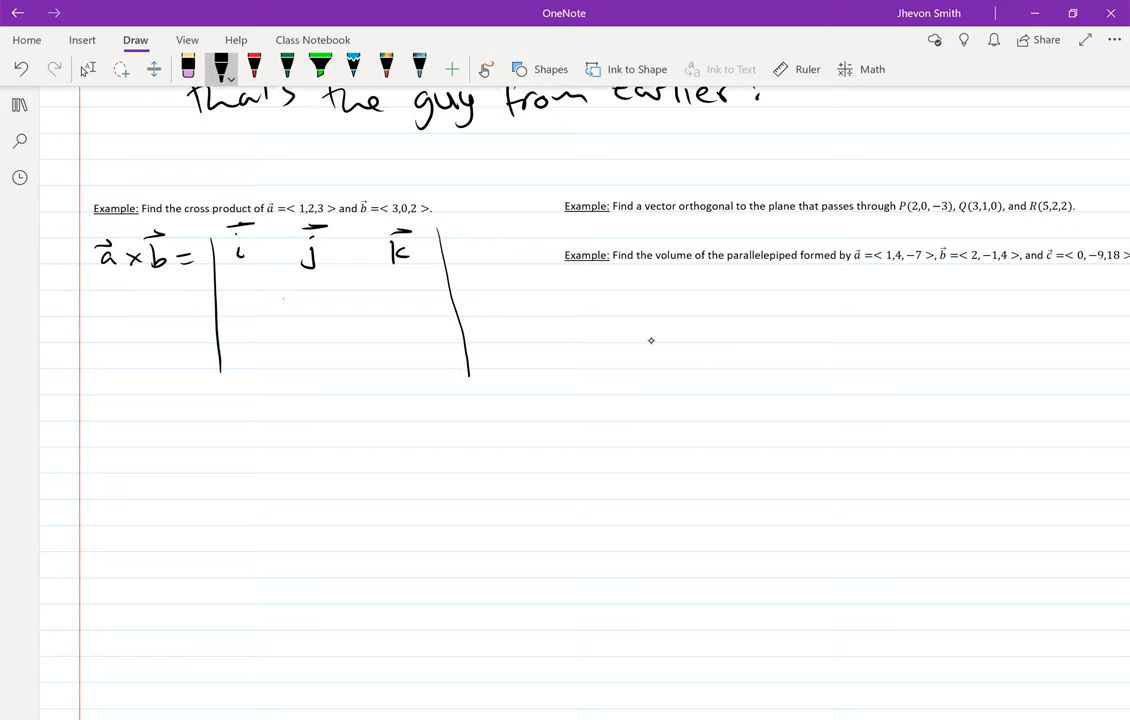 OneNote
Jhevon Smith
Home Insert Draw View Help Class Notebook
Share
Shapes Ink to Shape Ink to Text Ruler Math
that's the guy from earlier!
Example: Find the cross product of a⃗ =< 1,2,3 > and b⃗ =< 3,0,2 >.
a⃗ × b⃗ = | i⃗ j⃗ k⃗ |
Example: Find a vector orthogonal to the plane that passes through P(2,0,−3), Q(3,1,0), and R(5,2,2).
Example: Find the volume of the parallelepiped formed by a⃗ =< 1,4,−7 >, b⃗ =< 2,−1,4 >, and c⃗ =< 0,−9,18 >